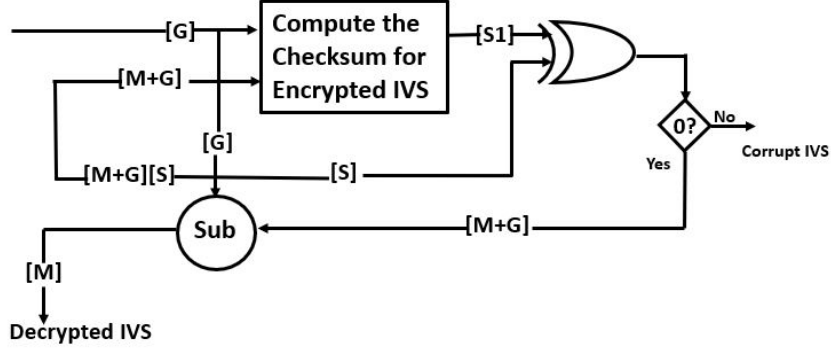 [G]
Compute the
Checksum for
Encrypted IVS
[S1]
[M+G]
0?
No
Corrupt IVS
[G]
Yes
[M+G][S]
[S]
Sub
[M+G]
[M]
Decrypted IVS